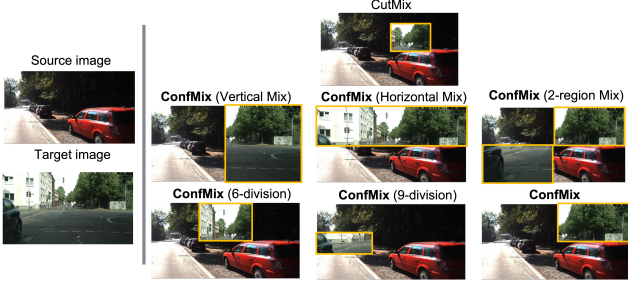 CutMix
Source image
ConfMix (Vertical Mix)
ConfMix (Horizontal Mix)
ConfMix (2-region Mix)
Target image
ConfMix (6-division)
ConfMix (9-division)
ConfMix